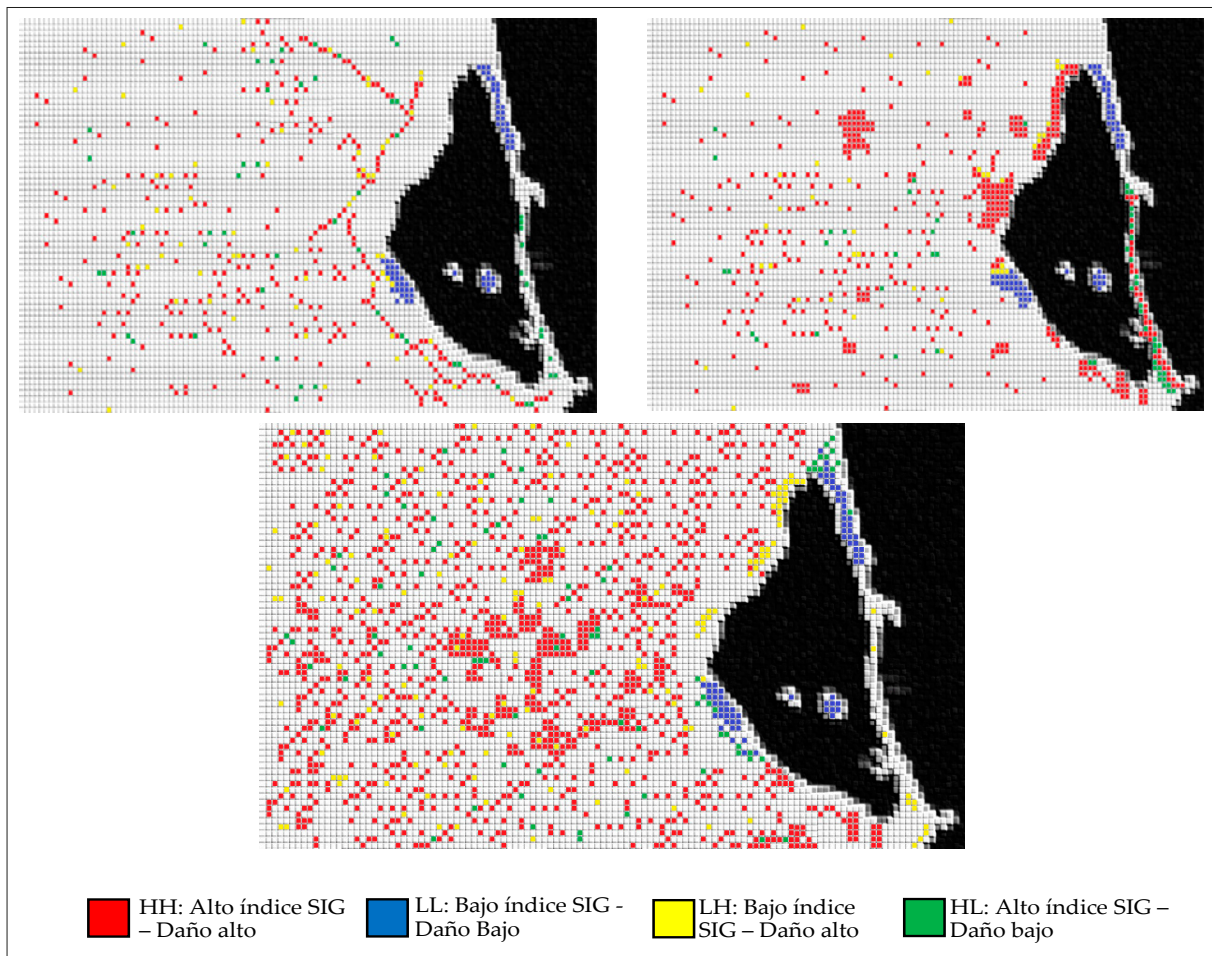 HH: Alto índice SIG
– Daño alto
LL: Bajo índice SIG -
Daño Bajo
LH: Bajo índice
SIG – Daño alto
HL: Alto índice SIG –
Daño bajo